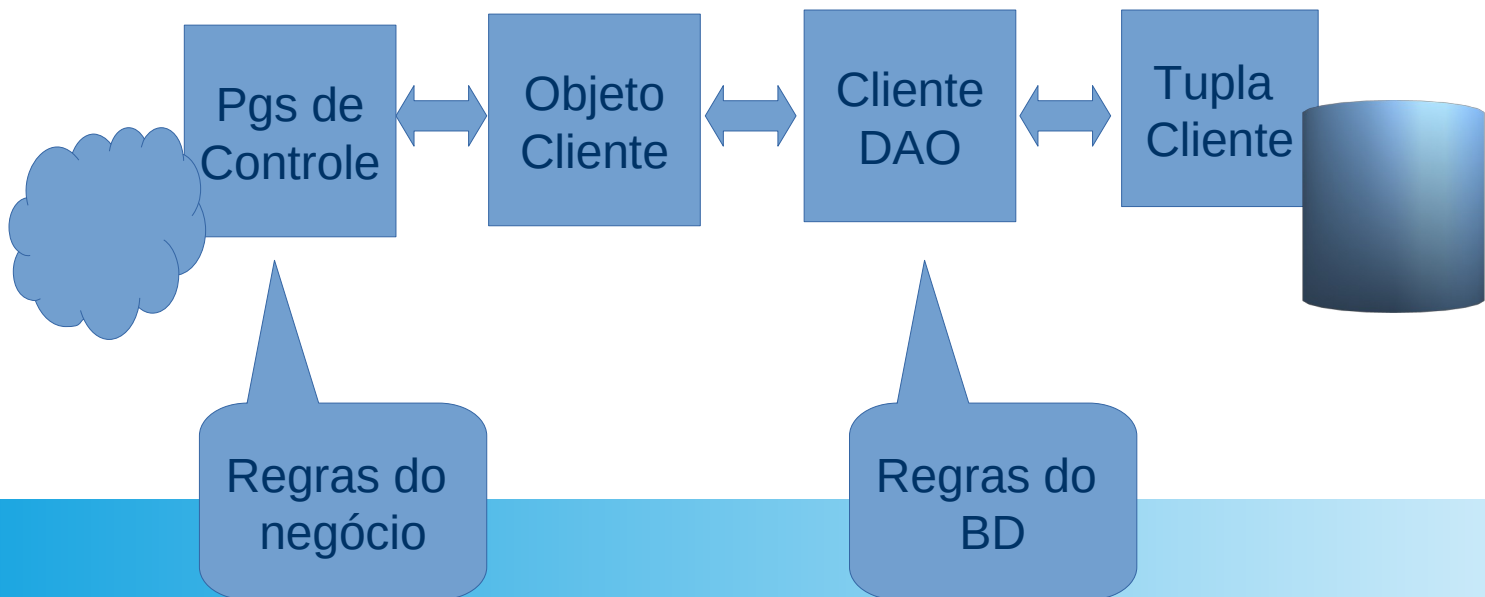 Pgs de
Controle
Objeto
Cliente
Cliente
DAO
Tupla
Cliente
Regras do
negócio
Regras do
BD